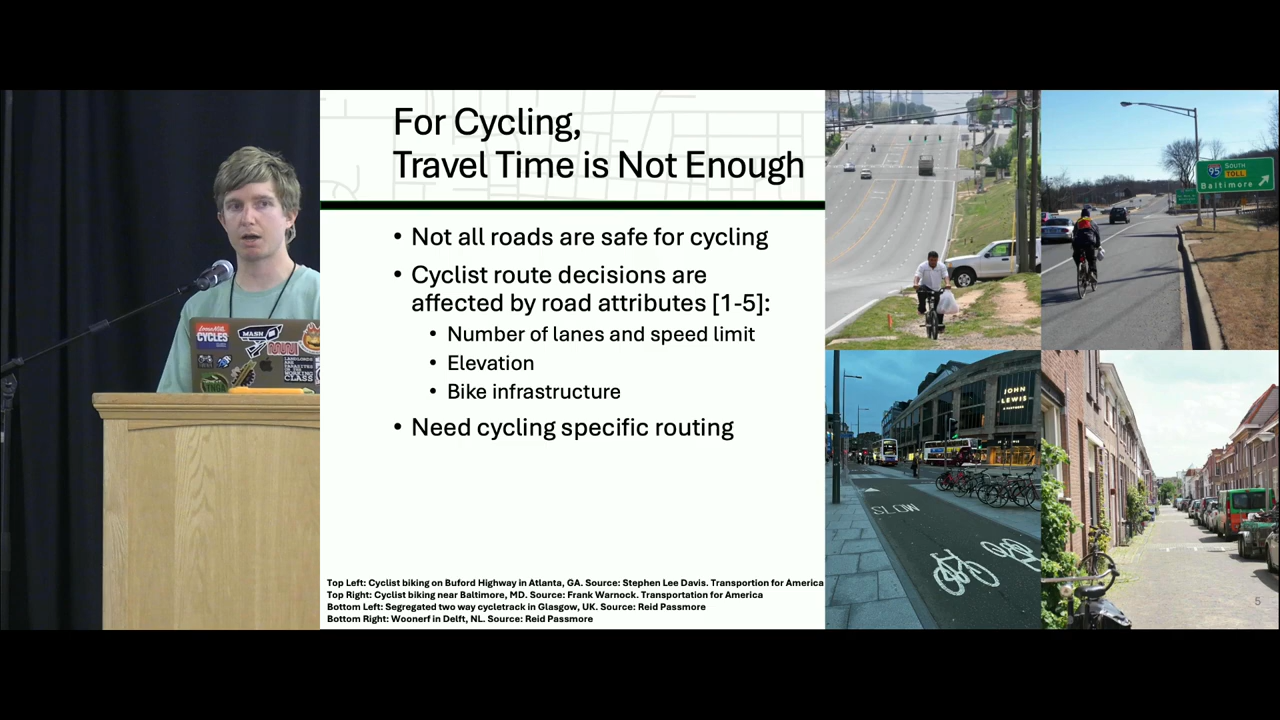 For Cycling,
Travel Time is Not Enough
• Not all roads are safe for cycling
• Cyclist route decisions are
affected by road attributes [1-5]:
• Number of lanes and speed limit
• Elevation
• Bike infrastructure
• Need cycling specific routing
Top Left: Cyclist biking on Buford Highway in Atlanta, GA. Source: Stephen Lee Davis. Transportion for America
Top Right: Cyclist biking near Baltimore, MD. Source: Frank Warnock. Transportation for America
Bottom Left: Segregated two way cycletrack in Glasgow, UK. Source: Reid Passmore
Bottom Right: Woonerf in Delft, NL. Source: Reid Passmore
SOUTH
95 TOLL
Baltimore
JOHN
LEWIS
SLOW
5
CYCLES
MASH
LANDLORDS
WORKING
CLASS